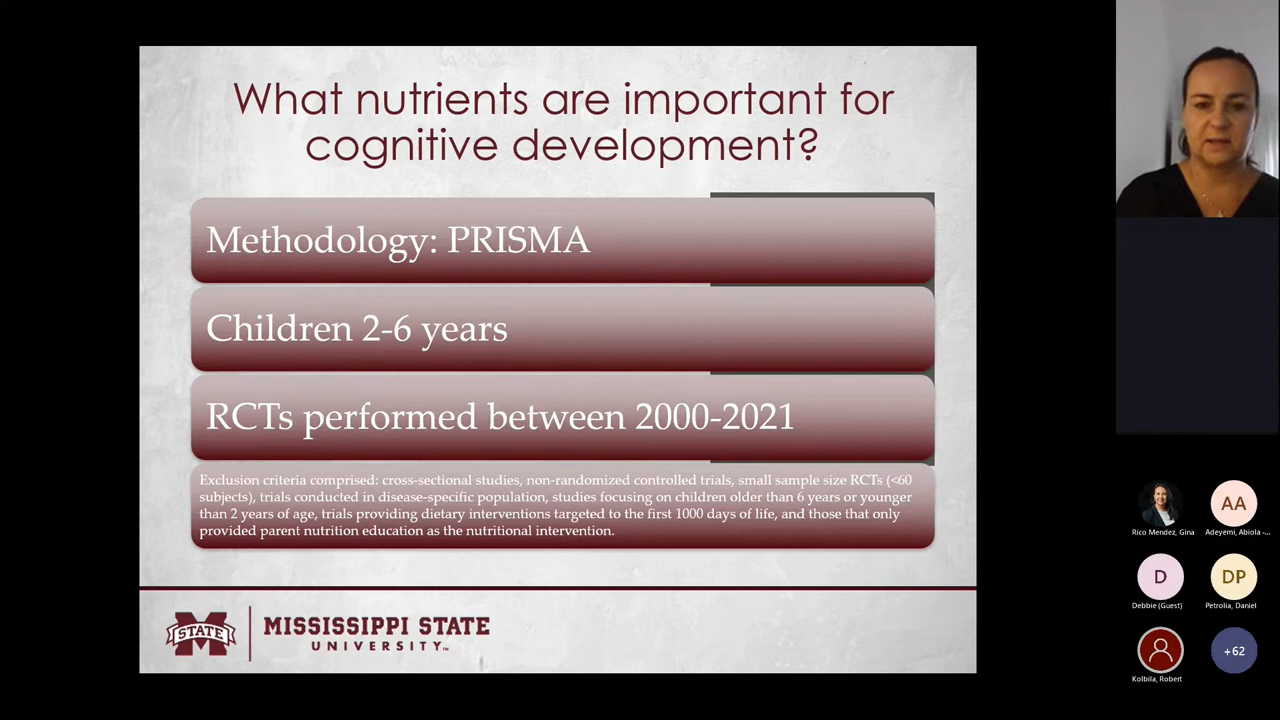 What nutrients are important for
cognitive development?
Methodology: PRISMA
Children 2-6 years
RCTs performed between 2000-2021
Exclusion criteria comprised: cross-sectional studies, non-randomized controlled trials, small sample size RCTs (<60
subjects), trials conducted in disease-specific population, studies focusing on children older than 6 years or younger
than 2 years of age, trials providing dietary interventions targeted to the first 1000 days of life, and those that only
provided parent nutrition education as the nutritional intervention.
M
STATE
MISSISSIPPI STATE
UNIVERSITY™
AA
Rico Mendez, Gina
Adeyemi, Abiola -...
D
DP
Debbie (Guest)
Petrolia, Daniel
+62
Kolbila, Robert